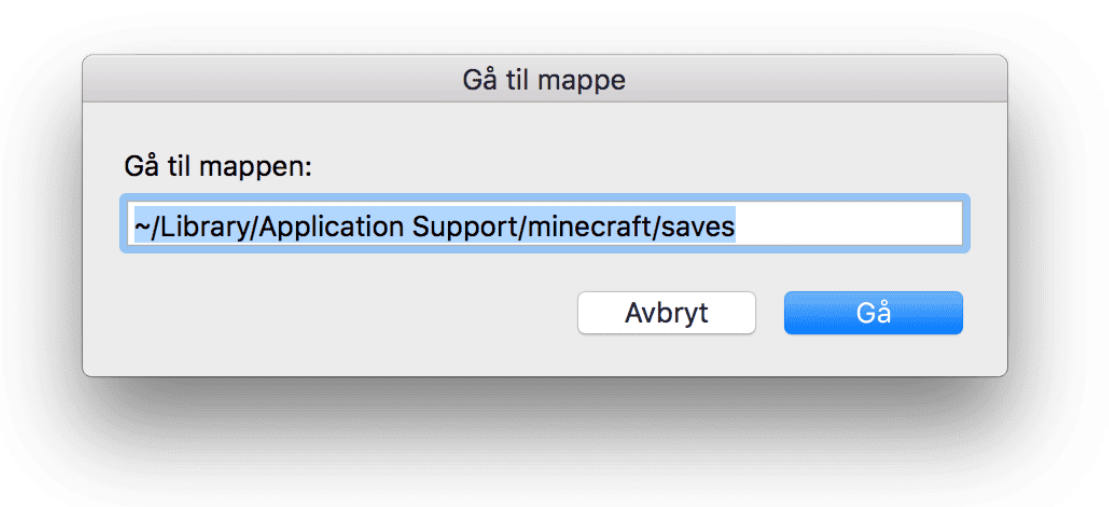 Gå til mappe
Gå til mappen:
~/Library/Application Support/minecraft/saves
Avbryt
Gå